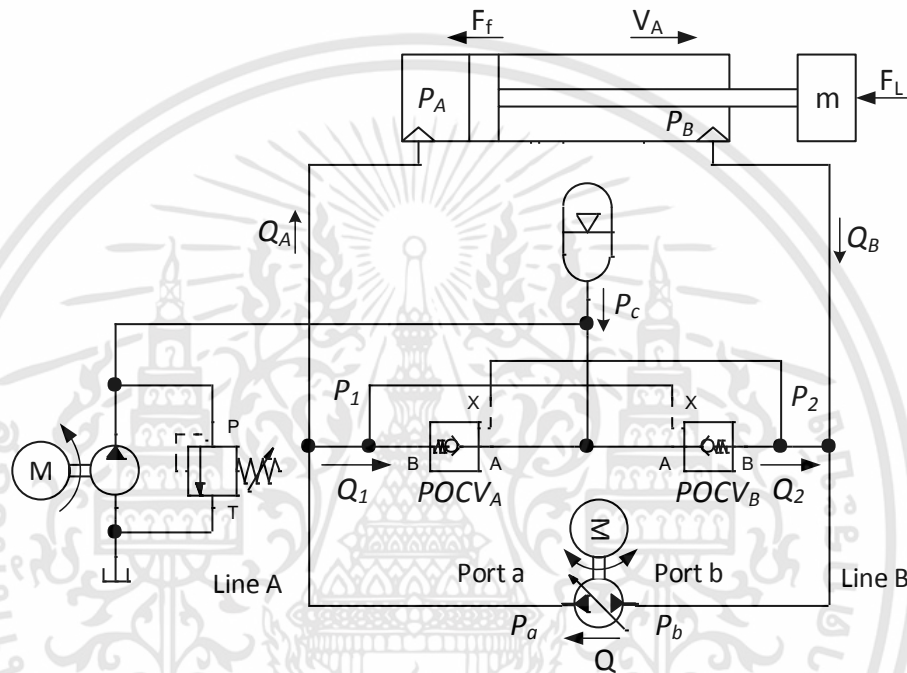 F_f
V_A
P_A
P_B
m
F_L
Q_A
Q_B
P_c
P_1
X
X
P_2
P
M
T
B
A
A
B
Q_1
POCV_A
POCV_B
Q_2
M
Line A
Port a
Port b
Line B
P_a
P_b
Q